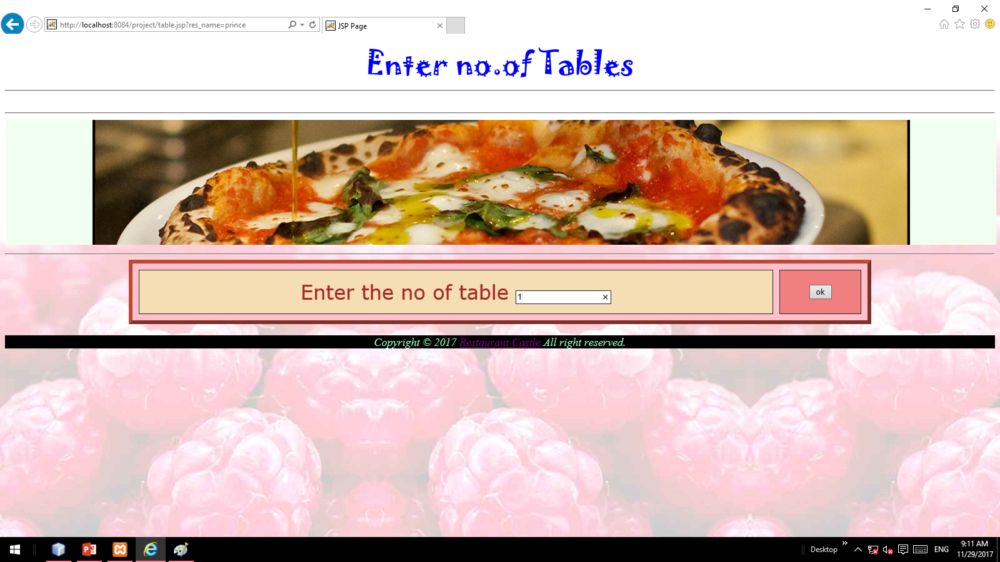 http://localhost:8084/project/table.jsp?res_name=prince
JSP Page
Enter no.of Tables
Enter the no of table 1
ok
Copyright © 2017 Restaurant Castle All right reserved.
Desktop
ENG
9:11 AM
11/29/2017